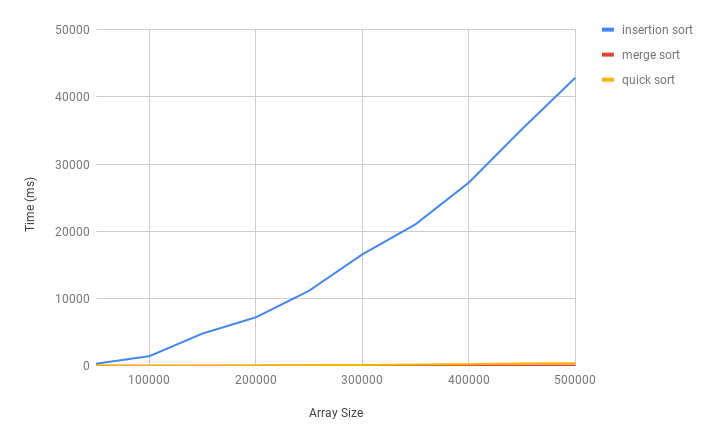 50000
40000
30000
20000
10000
0
Time (ms)
100000
200000
300000
400000
500000
Array Size
insertion sort
merge sort
quick sort